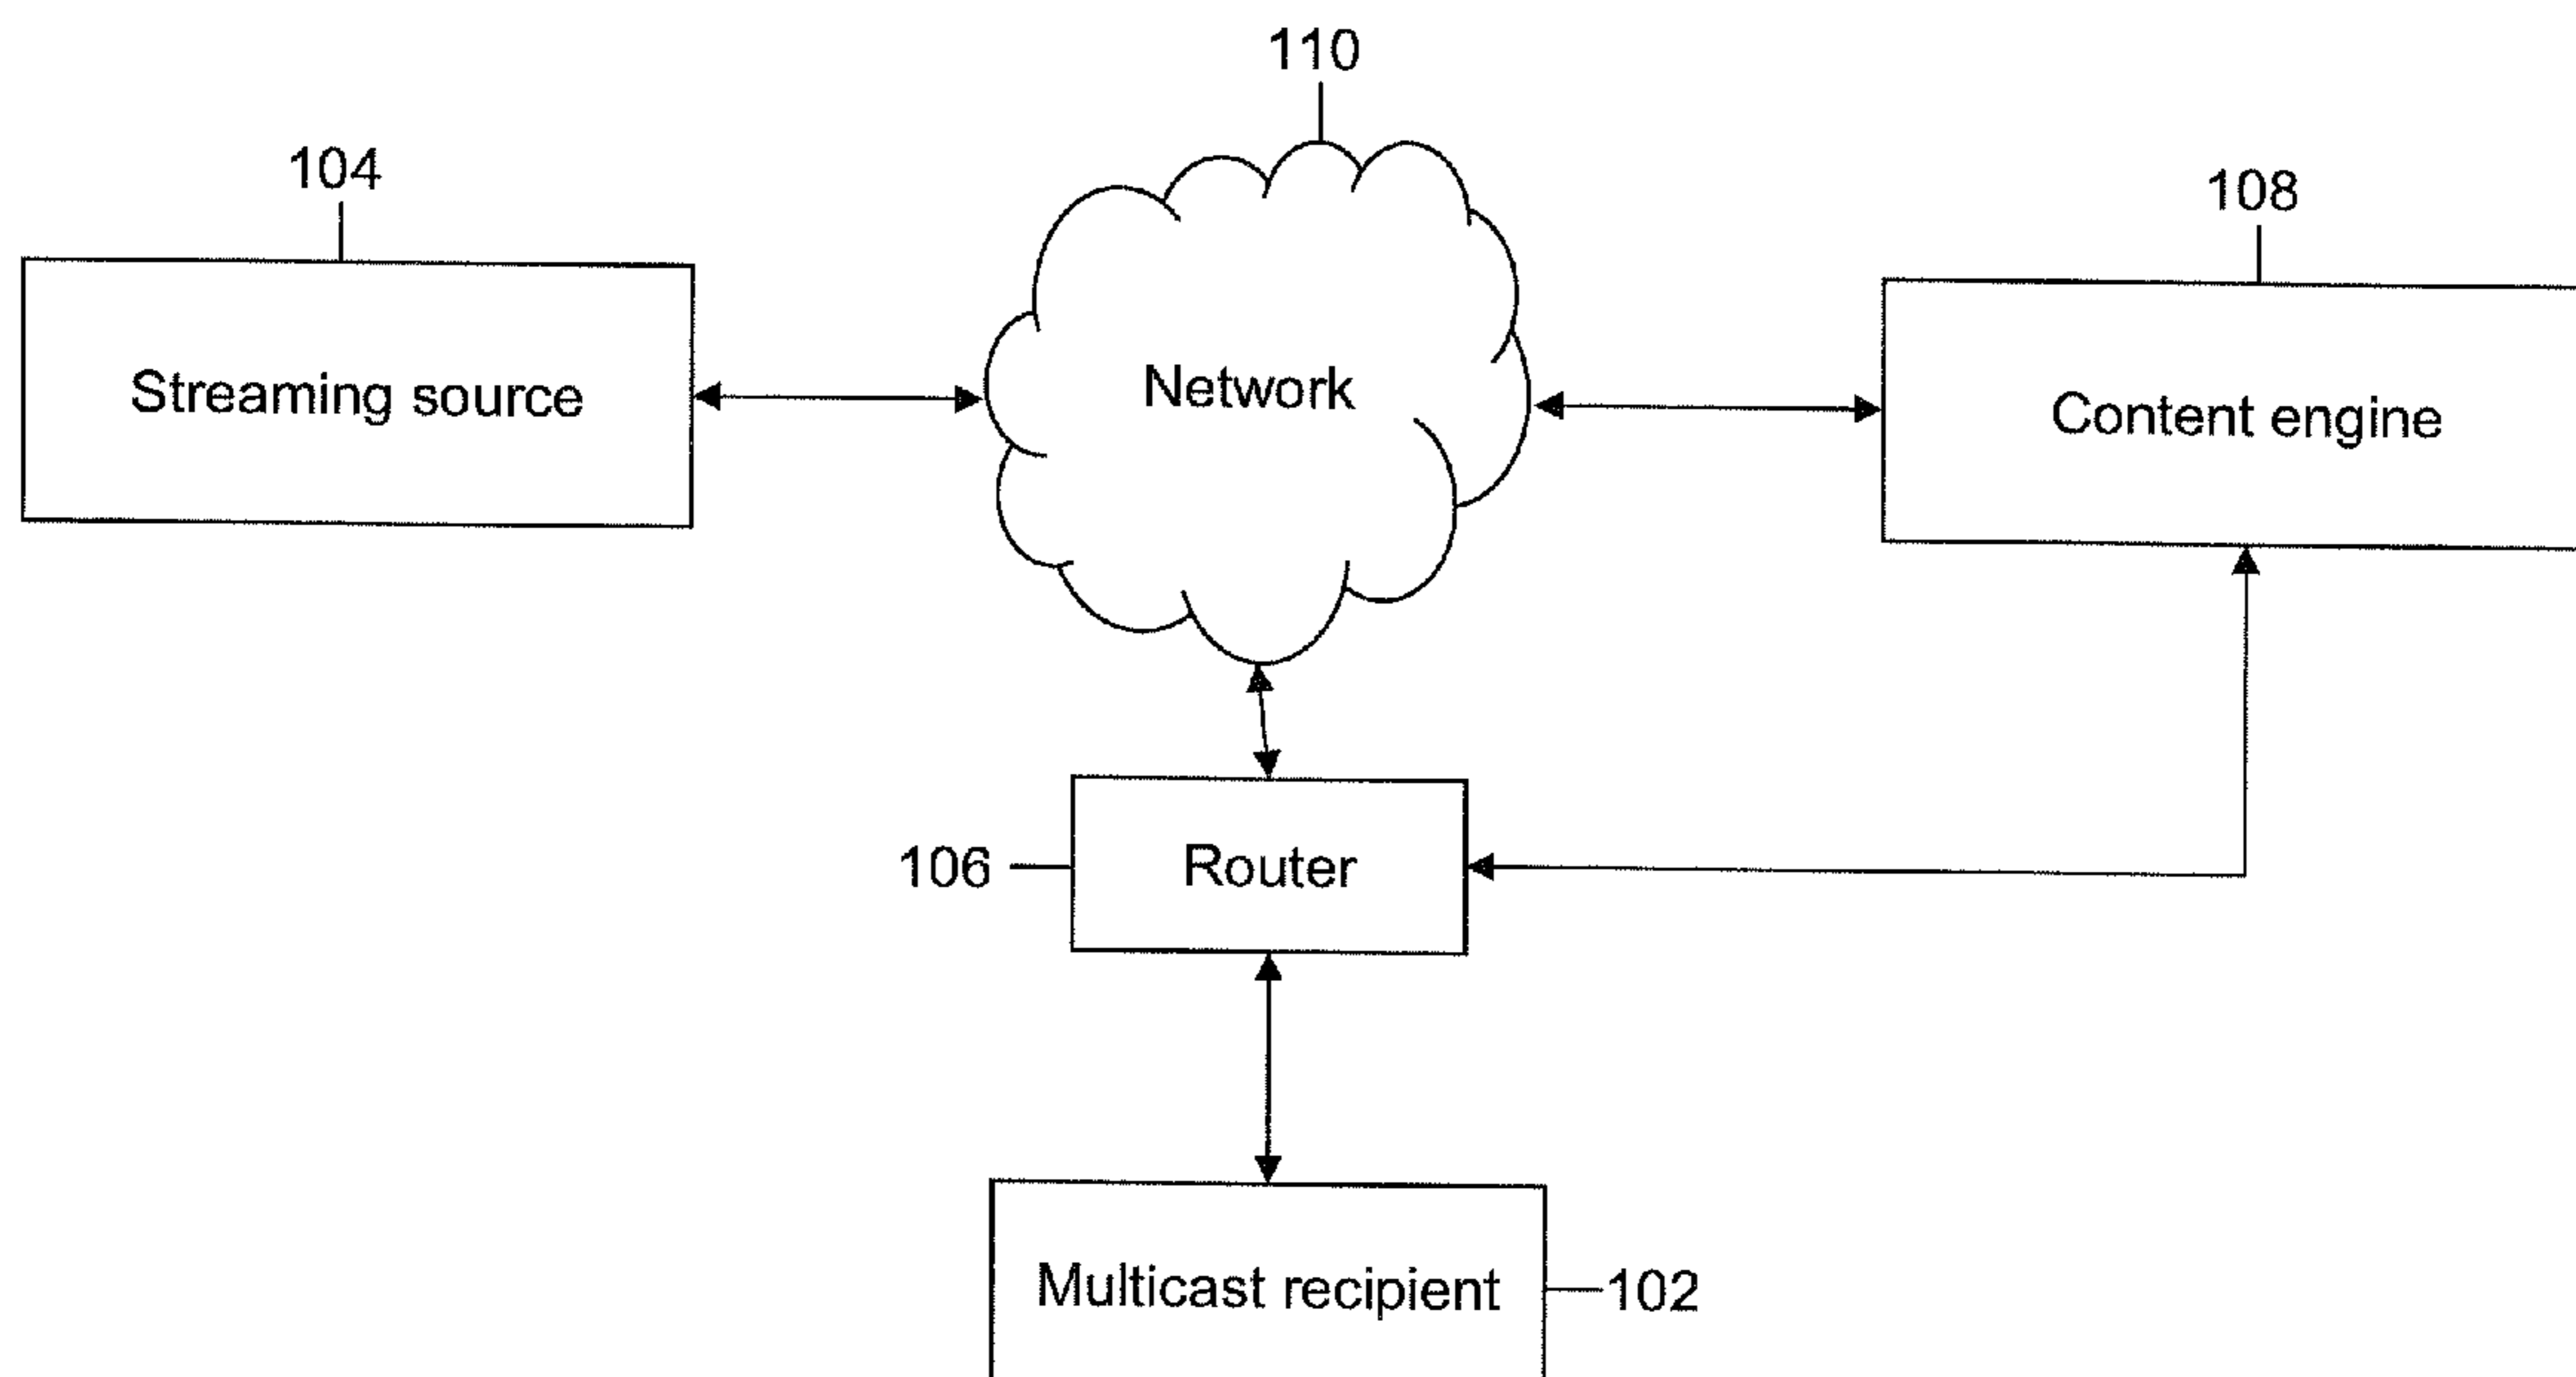 110
104
108
Streaming source
Network
Content engine
106
Router
Multicast recipient
102